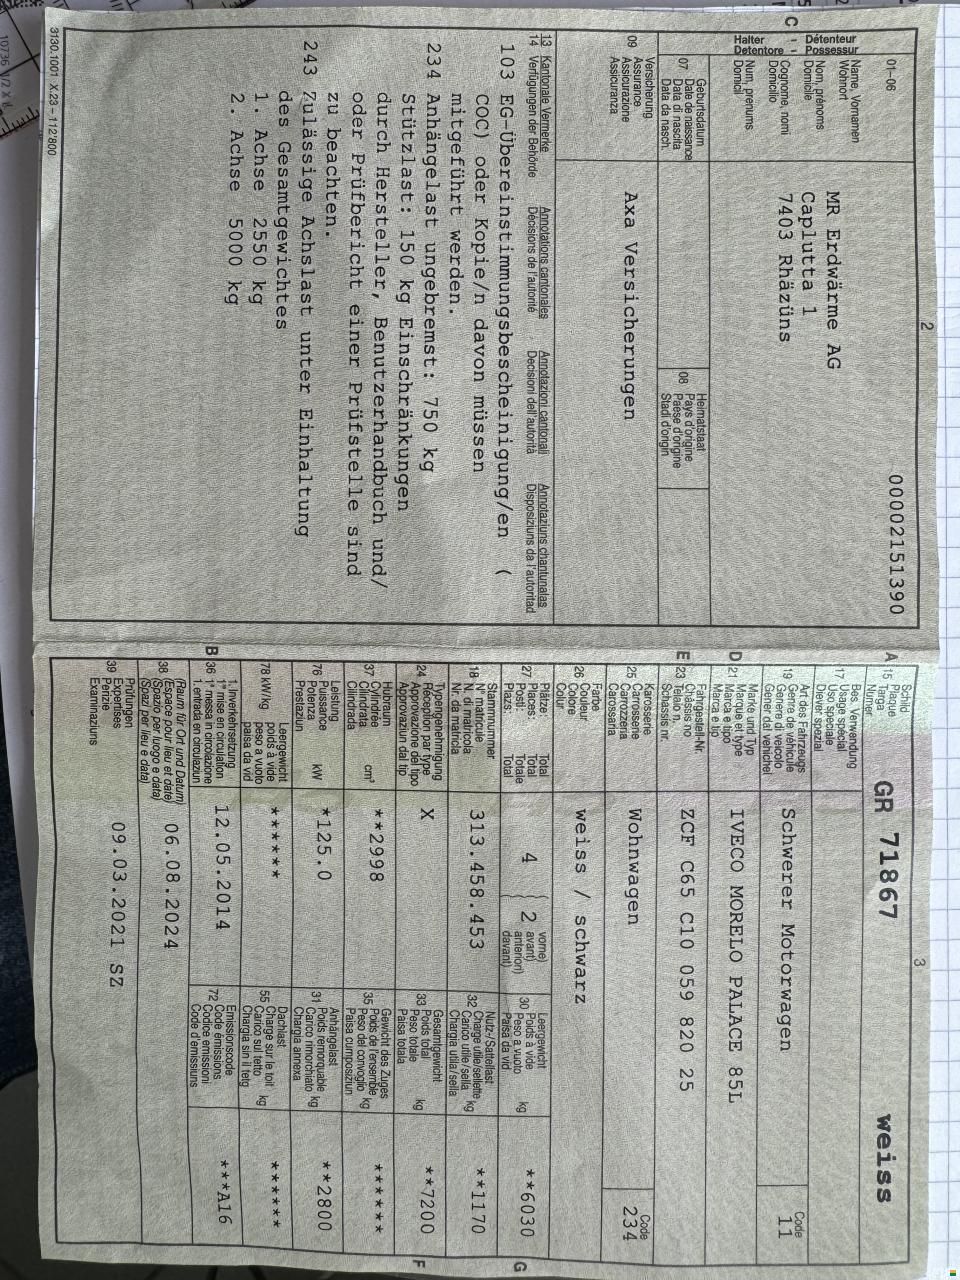 2
00002151390
01–06
C - Détenteur
- Possessur
Halter
Detentore
Name, Vornamen
Wohnort
Nom, prénoms
Domicile
Cognome, nomi
Domicilio
Num, prenums
Domicil
MR Erdwärme AG
Caplutta 1
7403 Rhäzüns
07
Geburtsdatum
Date de naissance
Data di nascita
Data da nasch.
08
Heimatstaat
Pays d'origine
Paese d'origine
Stadi d'origin
09
Versicherung
Assurance
Assicurazione
Assicuranza
Axa Versicherungen
13 Kantonale Vermerke Annotations cantonales Annotazioni cantonali Annotaziuns chantunalas
14 Verfügungen der Behörde Décisions de l'autorité Decisioni dell'autorità Disposiziuns da l'autoritad
103 EG-Übereinstimmungsbescheinigung/en (
COC) oder Kopie/n davon müssen
mitgeführt werden.
234 Anhängelast ungebremst: 750 kg
Stützlast: 150 kg Einschränkungen
durch Hersteller, Benutzerhandbuch und/
oder Prüfbericht einer Prüfstelle sind
zu beachten.
243 Zulässige Achslast unter Einhaltung
des Gesamtgewichtes
1. Achse 2550 kg
2. Achse 5000 kg
3130.1001 X.23 – 112'800
3
A 15
Schild
Plaque
Targa
Numer
GR 71867 weiss
17
Bes. Verwendung
Usage spécial
Uso speciale
Diever spezial
19
Art des Fahrzeugs
Genre de véhicule
Genere di veicolo
Gener da vehichel
Schwerer Motorwagen
Code
11
D 21
Marke und Typ
Marque et type
Marca e tipo
Marca e tip
IVECO MORELO PALACE 85L
E 23
Fahrgestell-Nr.
Châssis no
Telaio n.
Schassis nr
ZCF C65 C10 059 820 25
25
Karosserie
Carrosserie
Carrozzeria
Carrossaria
Wohnwagen
Code
234
26
Farbe
Couleur
Colore
Colur
weiss / schwarz
27
Plätze Total
Places: Total
Posti: Totale
Plazs: Total
4
2
vorne)
avant)
anteriori)
davant)
30
Leergewicht
Poids à vide
Peso a vuoto
Paisa da vid
kg
**6030
G
18
Stammnummer
N° matricule
N. di matricola
Nr. da matricla
313.458.453
32
Nutz-/Sattellast
Charge utile/sellette
Carico utile/sella
Chargia utila/sella
kg
**1170
24
Typengenehmigung
Réception par type
Approvazione del tipo
Approvaziun dal tip
X
33
Gesamtgewicht
Poids total
Peso totale
Paisa totala
kg
**7200
F
37
Hubraum
Cylindrée
Cilindrata
Cilindrada
cm³
**2998
35
Gewicht des Zuges
Poids de l'ensemble
Peso del convoglio
Paisa cumposiziun
kg
******
76
Leistung
Puissance
Potenza
Prestaziun
kW
*125.0
31
Anhängelast
Poids remorquable
Carico rimorchiato
Chargia annexa
kg
**2800
78 kW/kg
Leergewicht
poids à vide
peso a vuoto
paisa da vid
******
55
Dachlast
Charge sur le toit
Carico sul tetto
Chargia sin il tetg
kg
******
B 36
1. Inverkehrsetzung
1re mise en circulation
1a messa in circolazione
1. entrada en circulaziun
12.05.2014
72
Emissionscode
Code émissions
Codice emissioni
Code d'emissiuns
***A16
38
(Raum für Ort und Datum)
(Espace pour lieu et date)
(Spazio per luogo e data)
(Spazi per lieu e data)
06.08.2024
39
Prüfungen
Expertises
Perizie
Examinaziuns
09.03.2021 SZ